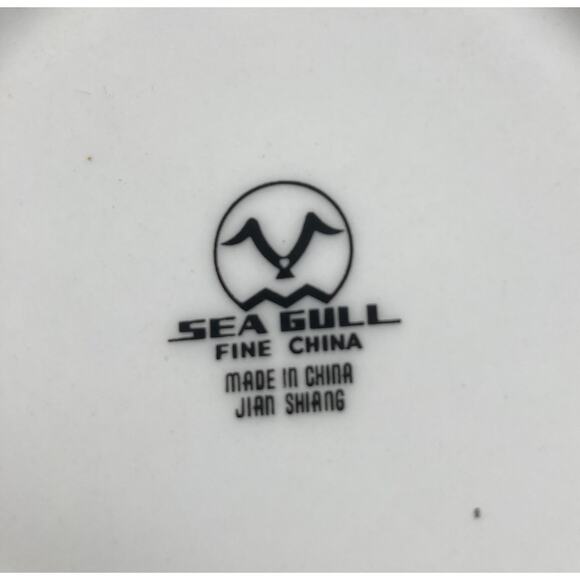 SEA GULL
FINE CHINA
MADE IN CHINA
JIAN SHIANG